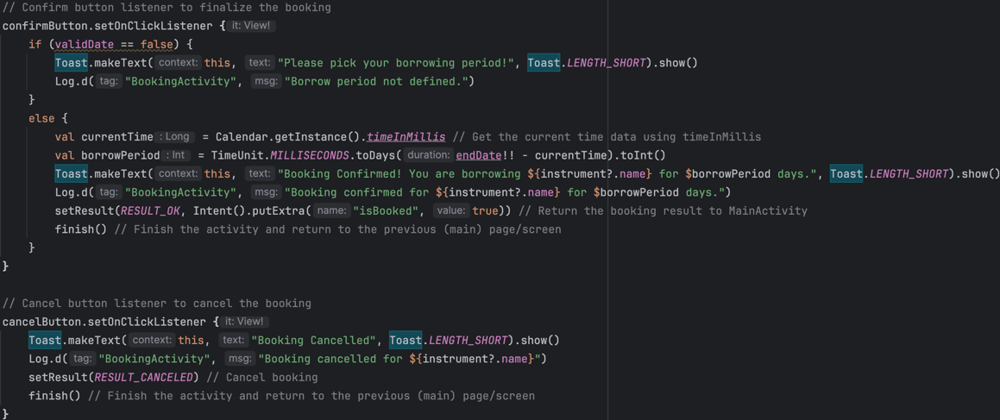 // Confirm button listener to finalize the booking
confirmButton.setOnClickListener { it: View!
    if (validDate == false) {
        Toast.makeText( context: this, text: "Please pick your borrowing period!", Toast.LENGTH_SHORT).show()
        Log.d( tag: "BookingActivity", msg: "Borrow period not defined.")
    }
    else {
        val currentTime : Long = Calendar.getInstance().timeInMillis // Get the current time data using timeInMillis
        val borrowPeriod : Int = TimeUnit.MILLISECONDS.toDays( duration: endDate!! - currentTime).toInt()
        Toast.makeText( context: this, text: "Booking Confirmed! You are borrowing ${instrument?.name} for $borrowPeriod days.", Toast.LENGTH_SHORT).show()
        Log.d( tag: "BookingActivity", msg: "Booking confirmed for ${instrument?.name} for $borrowPeriod days.")
        setResult(RESULT_OK, Intent().putExtra( name: "isBooked", value: true)) // Return the booking result to MainActivity
        finish() // Finish the activity and return to the previous (main) page/screen
    }
}
// Cancel button listener to cancel the booking
cancelButton.setOnClickListener { it: View!
    Toast.makeText( context: this, text: "Booking Cancelled", Toast.LENGTH_SHORT).show()
    Log.d( tag: "BookingActivity", msg: "Booking cancelled for ${instrument?.name}")
    setResult(RESULT_CANCELED) // Cancel booking
    finish() // Finish the activity and return to the previous (main) page/screen
}